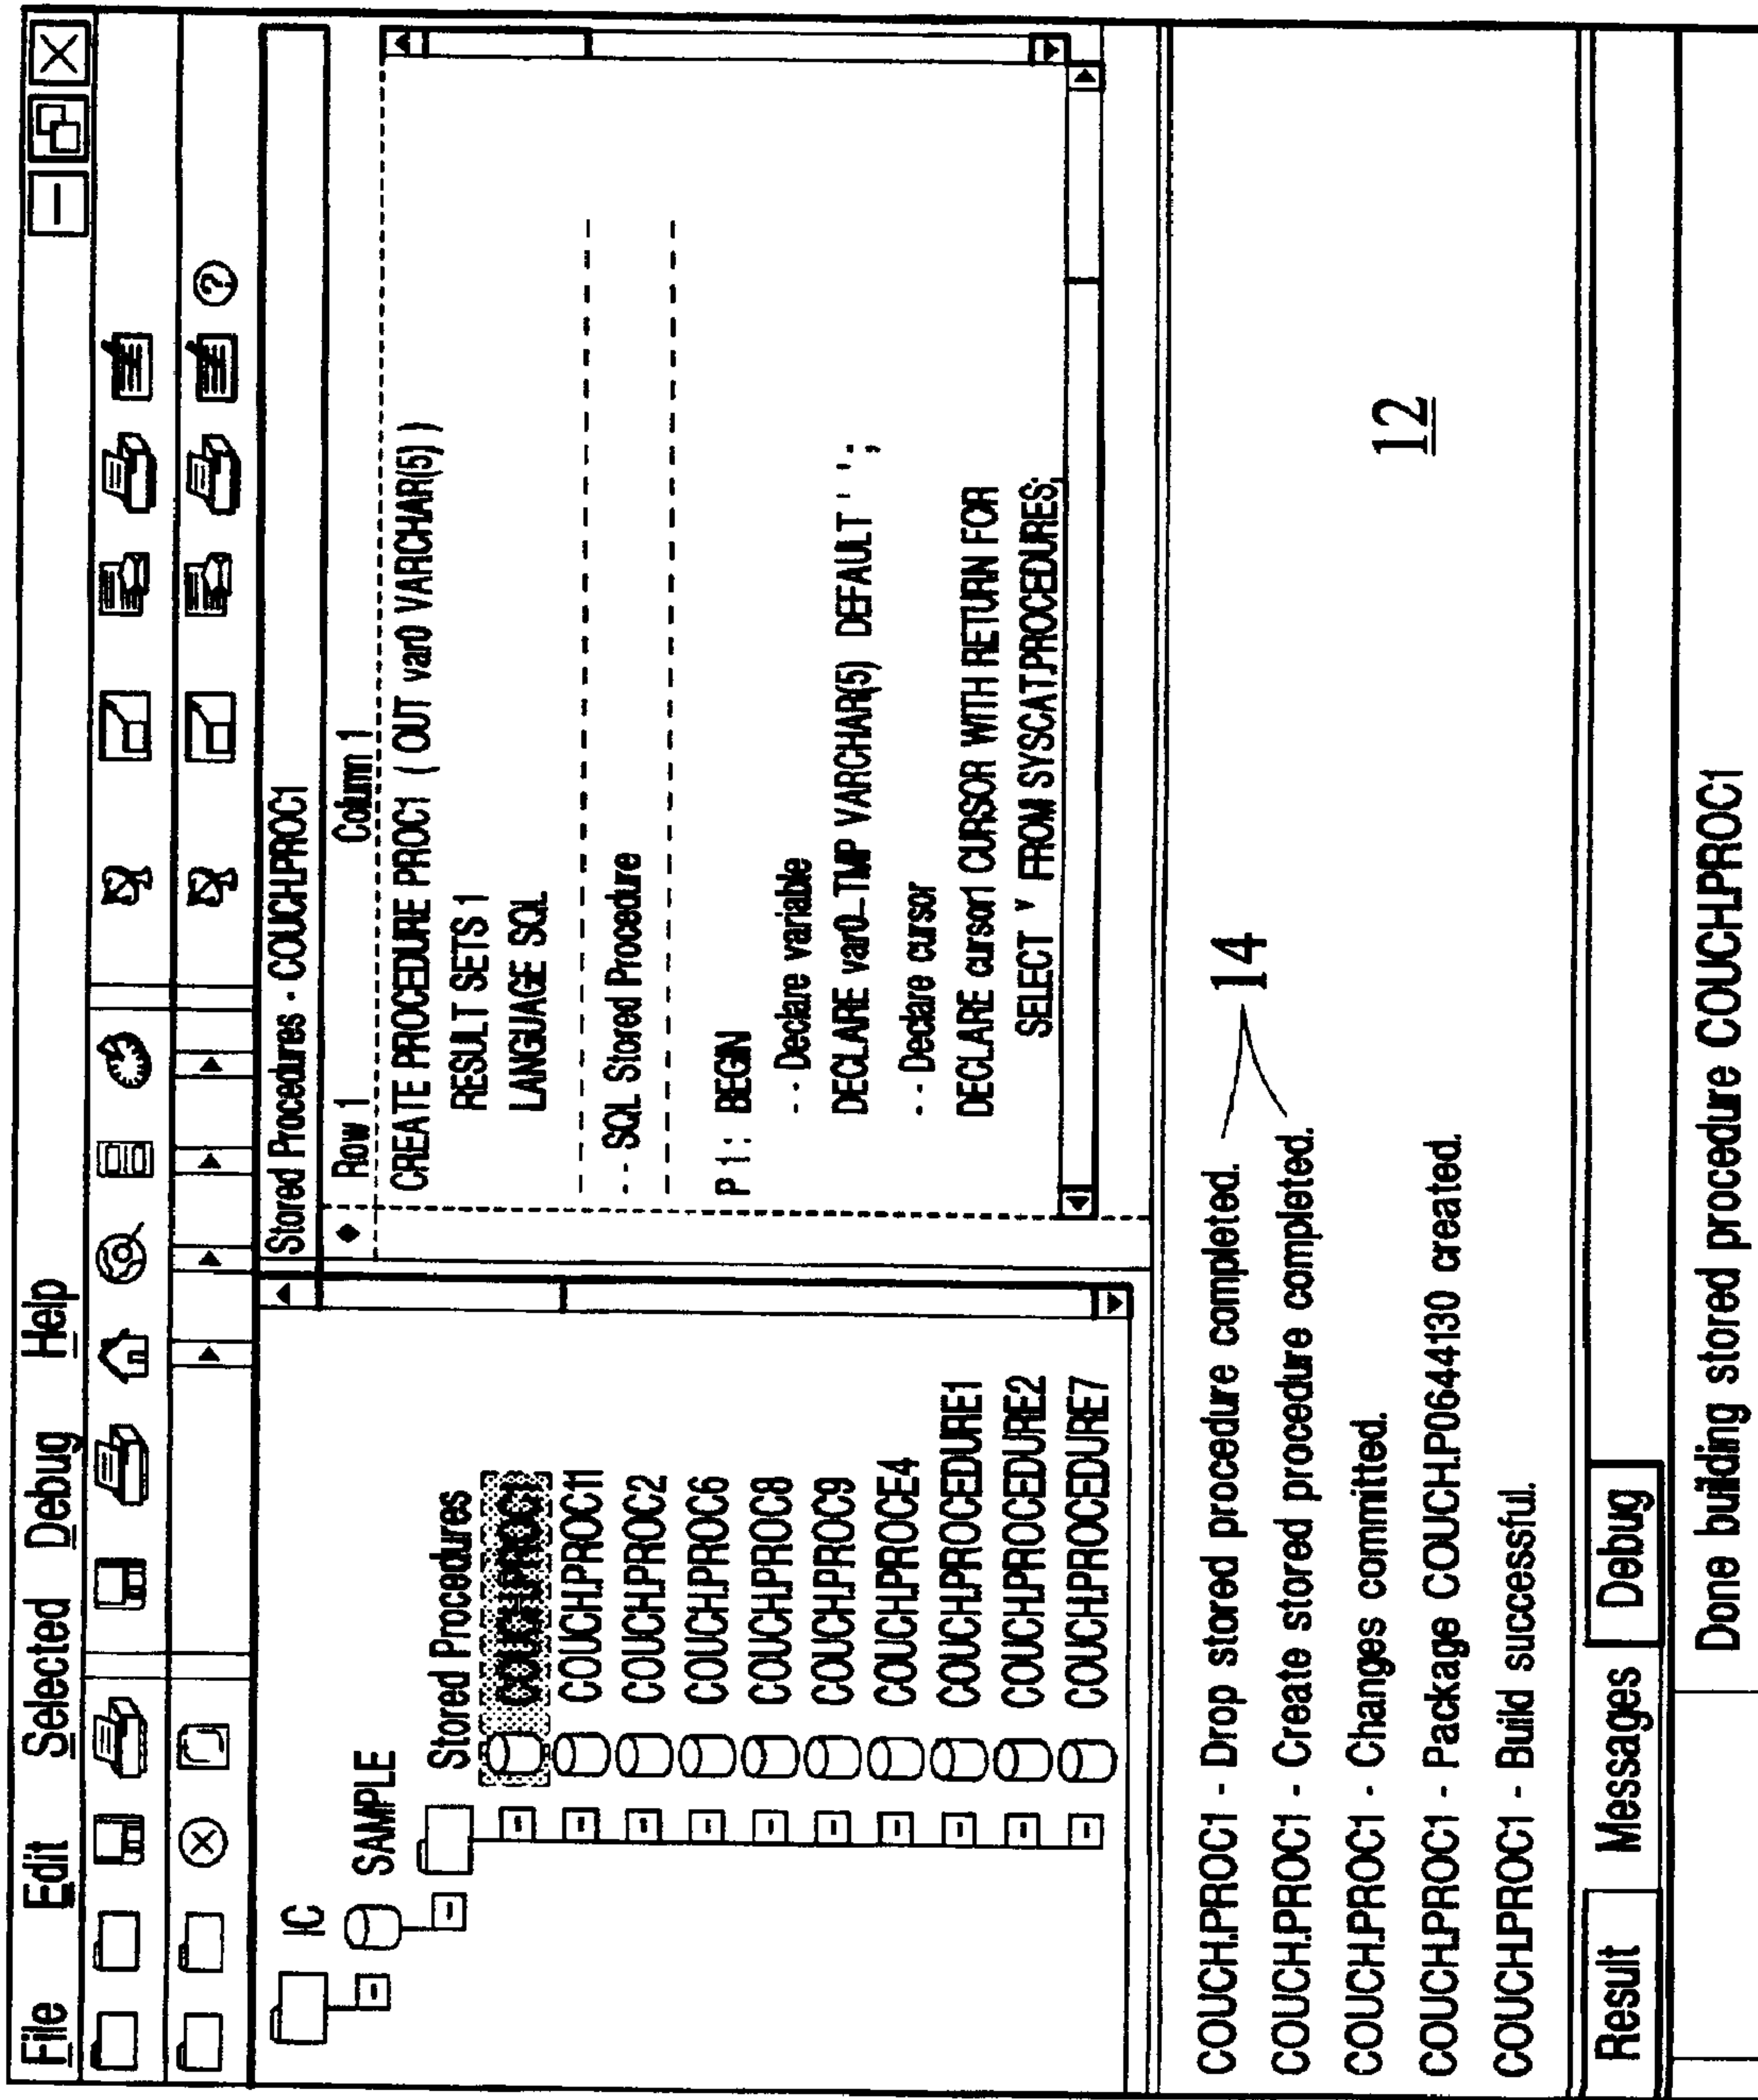 File Edit Selected Debug Help
IC
SAMPLE
Stored Procedures
COUCH.PROC1
COUCH.PROC11
COUCH.PROC2
COUCH.PROC6
COUCH.PROC8
COUCH.PROC9
COUCH.PROCE4
COUCH.PROCEDURE1
COUCH.PROCEDURE2
COUCH.PROCEDURE7
Stored Procedures - COUCH.PROC1
Row 1 Column 1
CREATE PROCEDURE PROC1 ( OUT var0 VARCHAR(5) )
RESULT SETS 1
LANGUAGE SQL
- - SQL Stored Procedure
P 1 : BEGIN
- - Declare variable
DECLARE var0-TMP VARCHAR(5) DEFAULT ' ' ;
- - Declare cursor
DECLARE cursor1 CURSOR WITH RETURN FOR
SELECT FROM SYSCAT.PROCEDURES;
COUCH.PROC1 - Drop stored procedure completed.
COUCH.PROC1 - Create stored procedure completed.
COUCH.PROC1 - Changes committed.
COUCH.PROC1 - Package COUCH.P0644130 created.
COUCH.PROC1 - Build successful.
14
12
Result Messages Debug
Done building stored procedure COUCH.PROC1